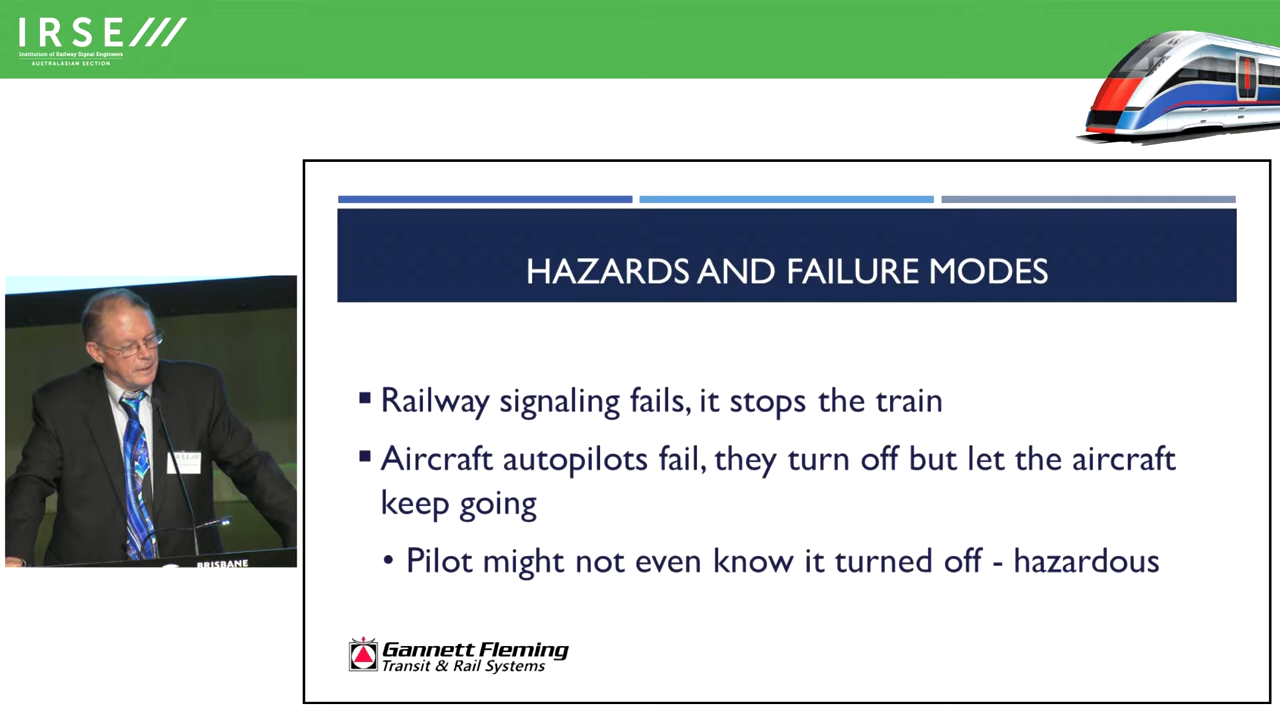 IRSE///
Institution of Railway Signal Engineers
AUSTRALASIAN SECTION
HAZARDS AND FAILURE MODES
▪ Railway signaling fails, it stops the train
▪ Aircraft autopilots fail, they turn off but let the aircraft
keep going
• Pilot might not even know it turned off - hazardous
BRISBANE
Gannett Fleming
Transit & Rail Systems